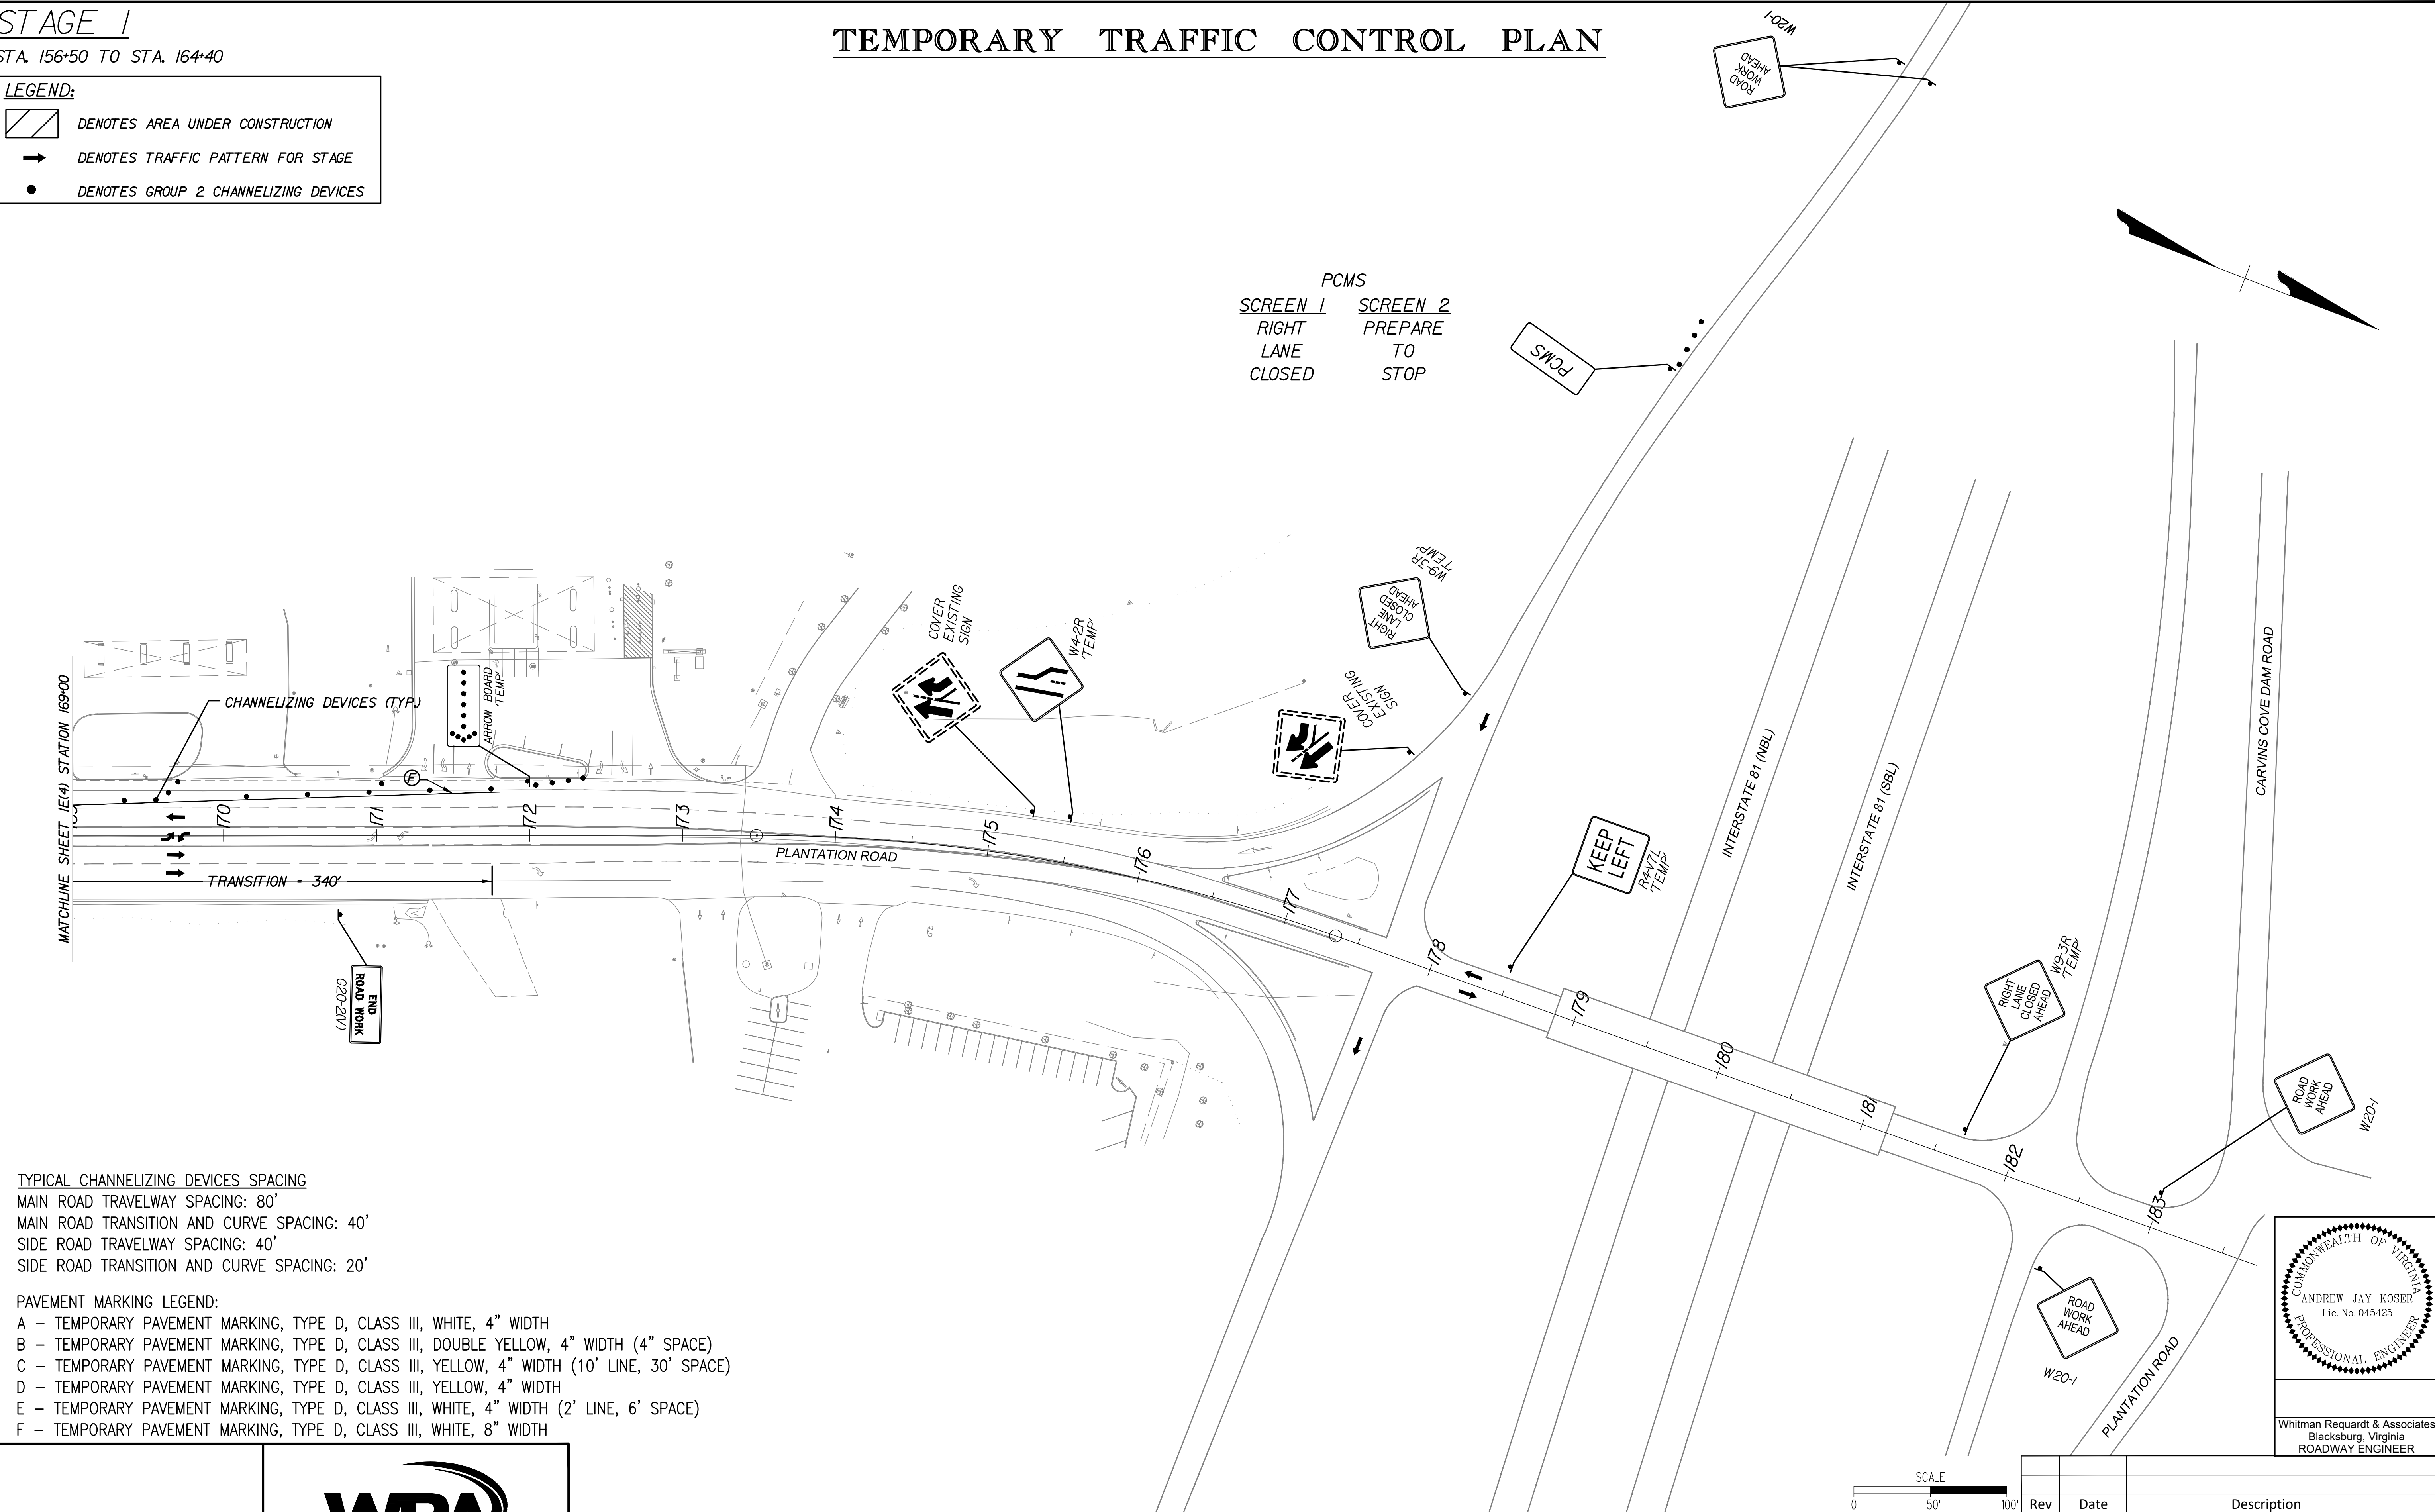 STAGE 1
STA. 156+50 TO STA. 164+40
TEMPORARY TRAFFIC CONTROL PLAN
LEGEND:
DENOTES AREA UNDER CONSTRUCTION
DENOTES TRAFFIC PATTERN FOR STAGE
DENOTES GROUP 2 CHANNELIZING DEVICES
W20-1
ROAD
WORK
AHEAD
PCMS
SCREEN 1 SCREEN 2
RIGHT PREPARE
LANE TO
CLOSED STOP
PCMS
W9-3R
'TEMP'
RIGHT
LANE
CLOSED
AHEAD
COVER
EXISTING
SIGN
COVER
EXISTING
SIGN
W4-2R
'TEMP'
ARROW BOARD
'TEMP'
CHANNELIZING DEVICES (TYP.)
F
MATCHLINE SHEET 1E(4) STATION 169+00
170
171
172
173
174
175
176
177
178
179
180
181
182
183
PLANTATION ROAD
TRANSITION = 340'
END
ROAD WORK
G20-2(V)
KEEP
LEFT
R4-V7L
'TEMP'
INTERSTATE 81 (NBL)
INTERSTATE 81 (SBL)
CARVINS COVE DAM ROAD
RIGHT
LANE
CLOSED
AHEAD
W9-3R
'TEMP'
ROAD
WORK
AHEAD
W20-1
ROAD
WORK
AHEAD
W20-1
PLANTATION ROAD
TYPICAL CHANNELIZING DEVICES SPACING
MAIN ROAD TRAVELWAY SPACING: 80'
MAIN ROAD TRANSITION AND CURVE SPACING: 40'
SIDE ROAD TRAVELWAY SPACING: 40'
SIDE ROAD TRANSITION AND CURVE SPACING: 20'
PAVEMENT MARKING LEGEND:
A – TEMPORARY PAVEMENT MARKING, TYPE D, CLASS III, WHITE, 4" WIDTH
B – TEMPORARY PAVEMENT MARKING, TYPE D, CLASS III, DOUBLE YELLOW, 4" WIDTH (4" SPACE)
C – TEMPORARY PAVEMENT MARKING, TYPE D, CLASS III, YELLOW, 4" WIDTH (10' LINE, 30' SPACE)
D – TEMPORARY PAVEMENT MARKING, TYPE D, CLASS III, YELLOW, 4" WIDTH
E – TEMPORARY PAVEMENT MARKING, TYPE D, CLASS III, WHITE, 4" WIDTH (2' LINE, 6' SPACE)
F – TEMPORARY PAVEMENT MARKING, TYPE D, CLASS III, WHITE, 8" WIDTH
COMMONWEALTH OF VIRGINIA
ANDREW JAY KOSER
Lic. No. 045425
PROFESSIONAL ENGINEER
Whitman Requardt & Associates
Blacksburg, Virginia
ROADWAY ENGINEER
SCALE
0 50' 100'
Rev Date Description